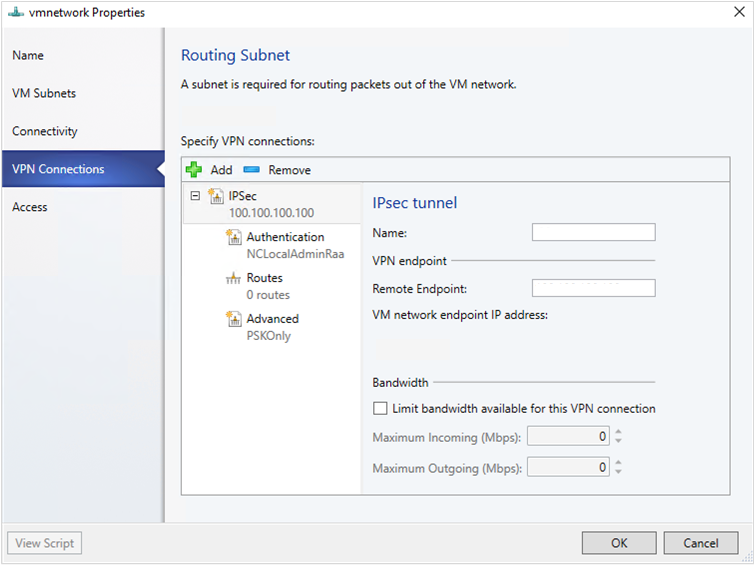 vmnetwork Properties
Name
VM Subnets
Connectivity
VPN Connections
Access
Routing Subnet
A subnet is required for routing packets out of the VM network.
Specify VPN connections:
Add Remove
IPSec
100.100.100.100
Authentication
NCLocalAdminRaa
Routes
0 routes
Advanced
PSKOnly
IPsec tunnel
Name:
VPN endpoint
Remote Endpoint:
VM network endpoint IP address:
Bandwidth
Limit bandwidth available for this VPN connection
Maximum Incoming (Mbps): 0
Maximum Outgoing (Mbps): 0
View Script
OK Cancel